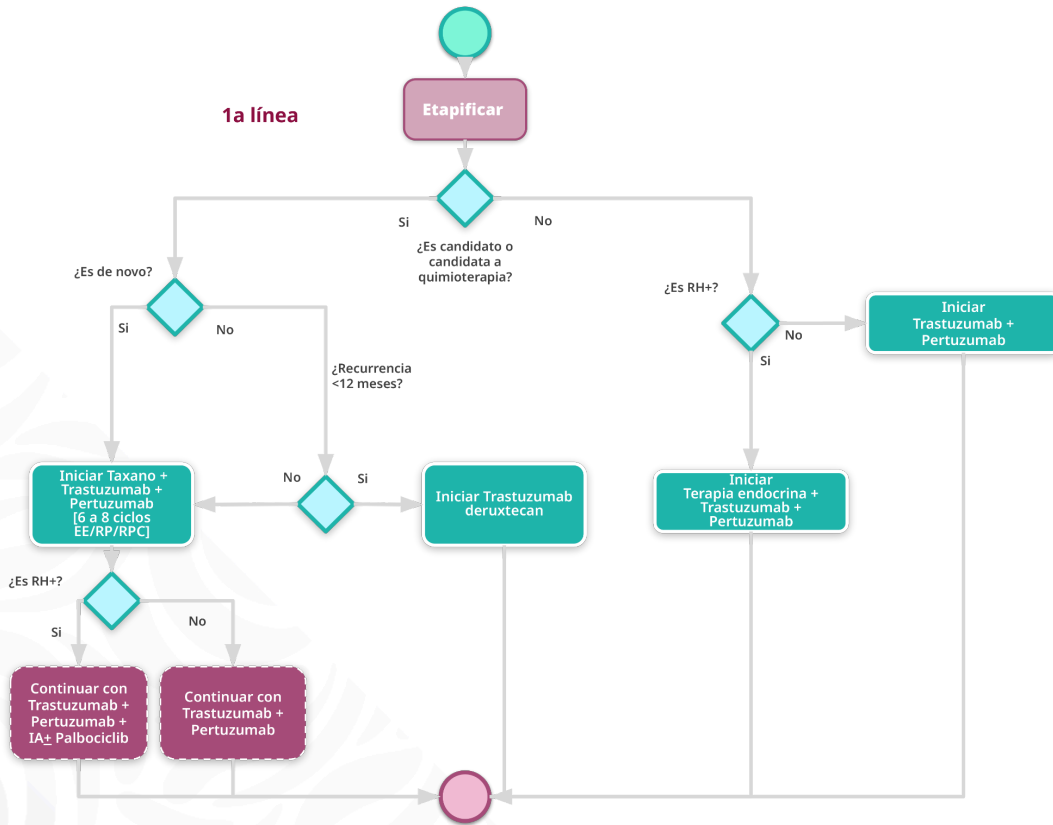 Etapificar
1a línea
Si
No
¿Es candidato o
candidata a
quimioterapia?
¿Es de novo?
Si
No
¿Es RH+?
No
Si
Iniciar
Trastuzumab +
Pertuzumab
¿Recurrencia
<12 meses?
Iniciar Taxano +
Trastuzumab +
Pertuzumab
[6 a 8 ciclos
EE/RP/RPC]
No
Si
Iniciar Trastuzumab
deruxtecan
Iniciar
Terapia endocrina +
Trastuzumab +
Pertuzumab
¿Es RH+?
Si
No
Continuar con
Trastuzumab +
Pertuzumab +
IA± Palbociclib
Continuar con
Trastuzumab +
Pertuzumab